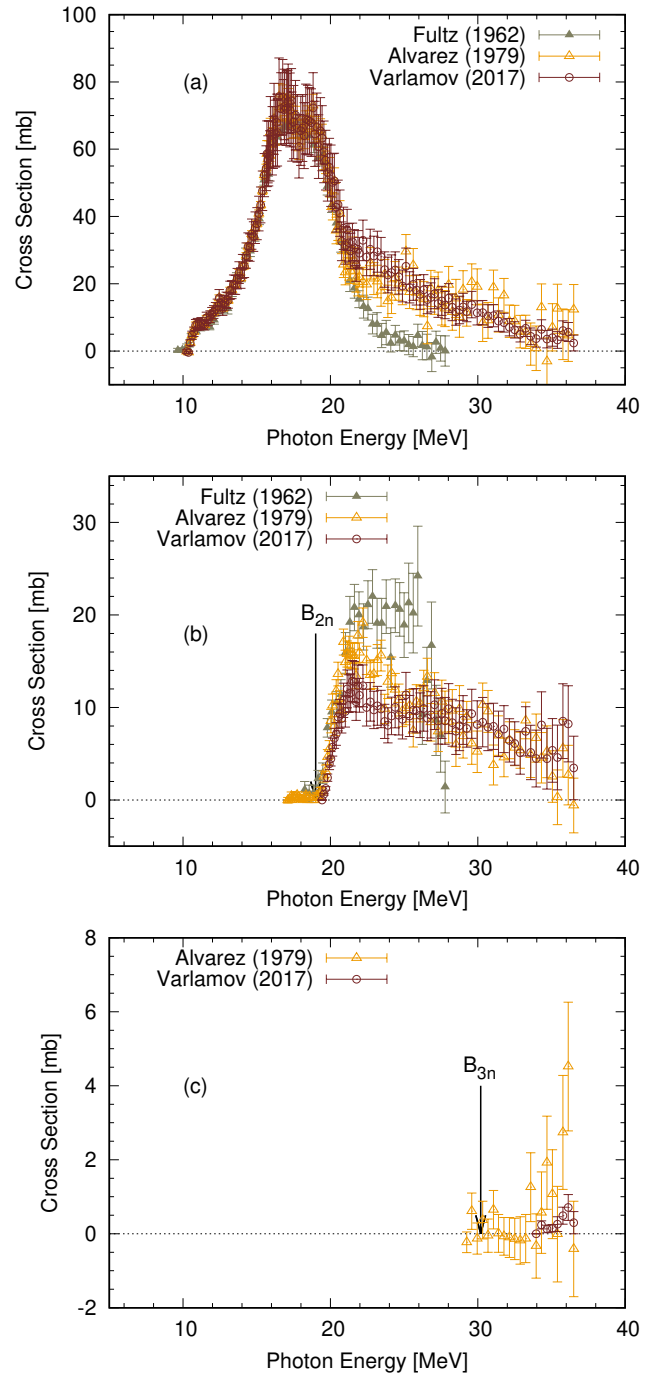 100
80
60
40
20
0
Cross Section [mb]
(a)
Fultz (1962)
Alvarez (1979)
Varlamov (2017)
10 20 30 40
Photon Energy [MeV]
30
20
10
0
Cross Section [mb]
Fultz (1962)
Alvarez (1979)
Varlamov (2017)
B2n
(b)
10 20 30 40
Photon Energy [MeV]
8
6
4
2
0
-2
Cross Section [mb]
Alvarez (1979)
Varlamov (2017)
B3n
(c)
10 20 30 40
Photon Energy [MeV]